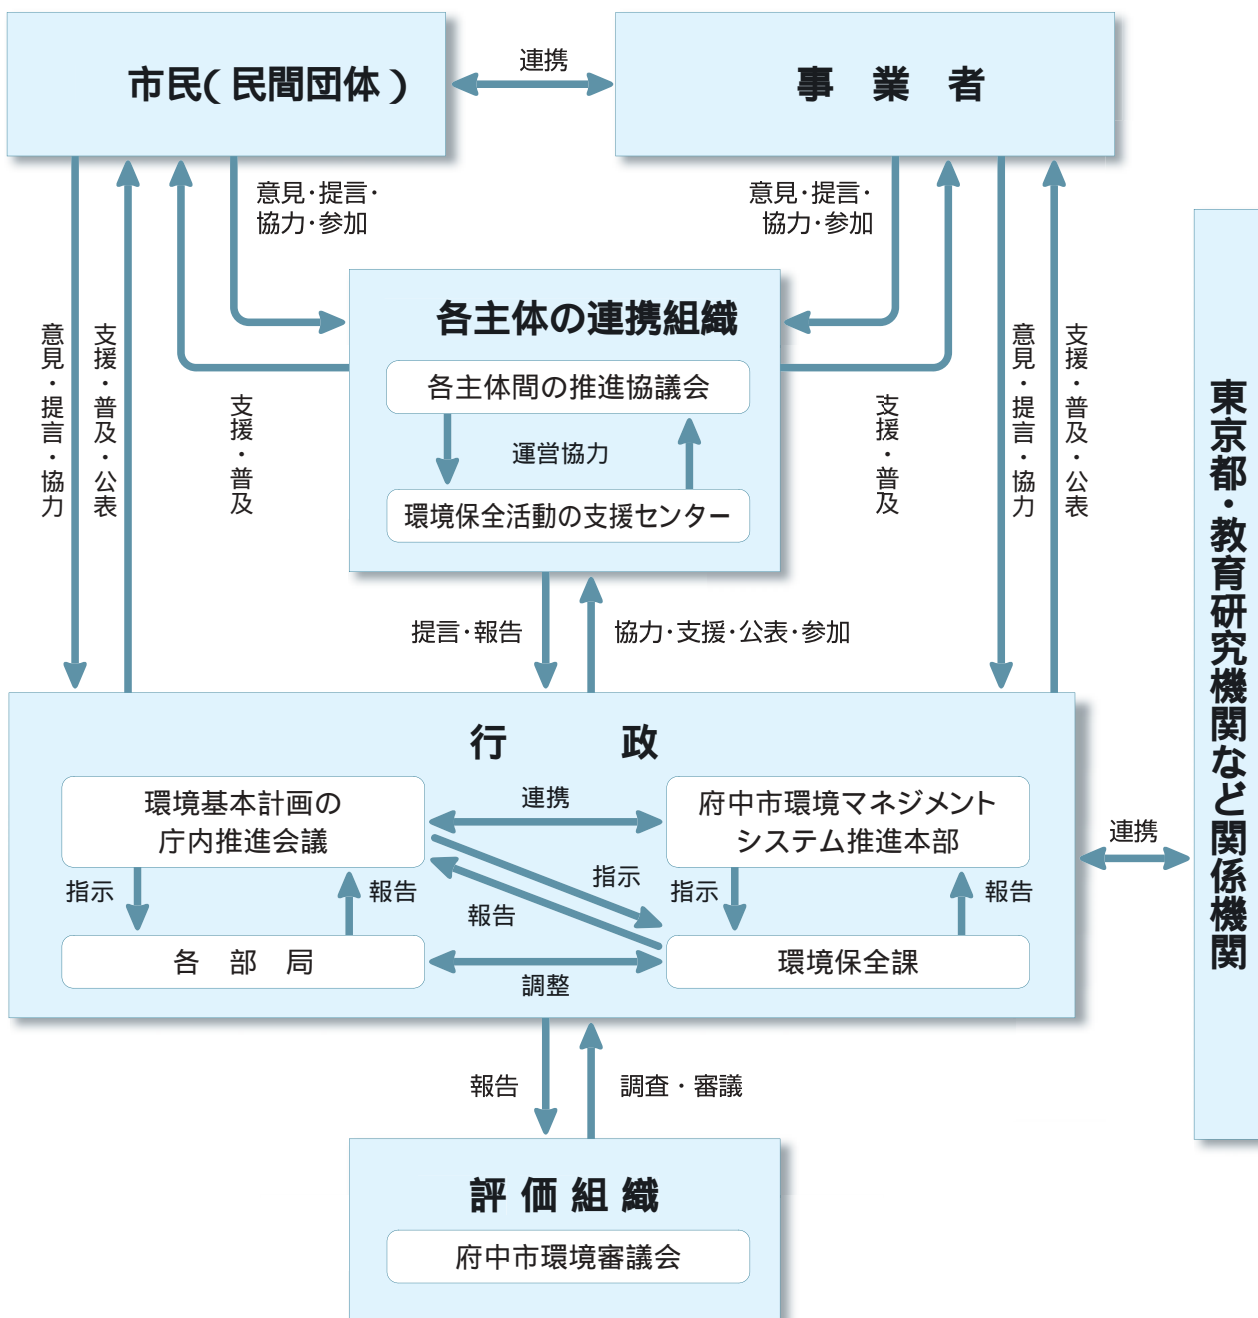 市民(民間団体)
連携
事業者
意見・提言・
協力・参加
意見・提言・
協力・参加
各主体の連携組織
各主体間の推進協議会
運営協力
環境保全活動の支援センター
意見・提言・協力
支援・普及・公表
支援・普及
支援・普及
意見・提言・協力
支援・普及・公表
東京都・教育研究機関など関係機関
提言・報告
協力・支援・公表・参加
行政
環境基本計画の
庁内推進会議
連携
府中市環境マネジメント
システム推進本部
連携
指示
報告
指示
報告
指示
報告
各部局
調整
環境保全課
報告
調査・審議
評価組織
府中市環境審議会